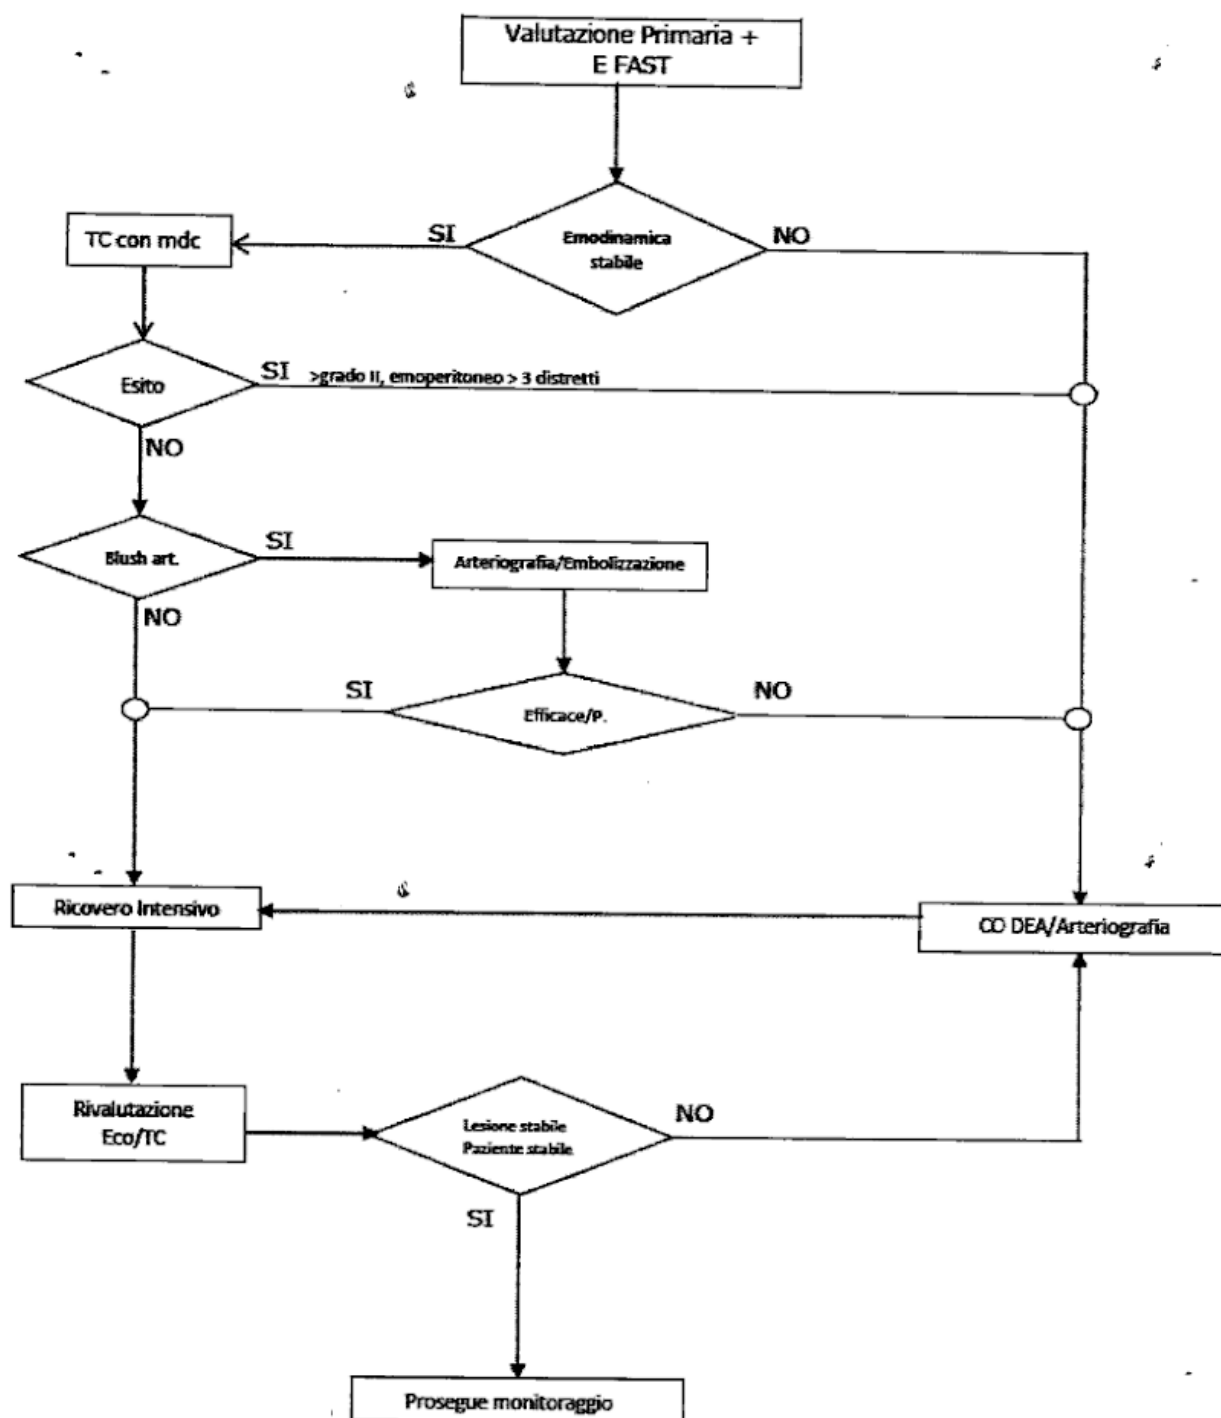 Valutazione Primaria +
E FAST
TC con mdc
SI
Emodinamica
stabile
NO
Esito
SI
>grado II, emoperitoneo > 3 distretti
NO
Blush art.
SI
Arteriografia/Embolizzazione
NO
SI
Efficace/P.
NO
Ricovero Intensivo
CO DEA/Arteriografia
Rivalutazione
Eco/TC
Lesione stabile
Paziente stabile
NO
SI
Prosegue monitoraggio